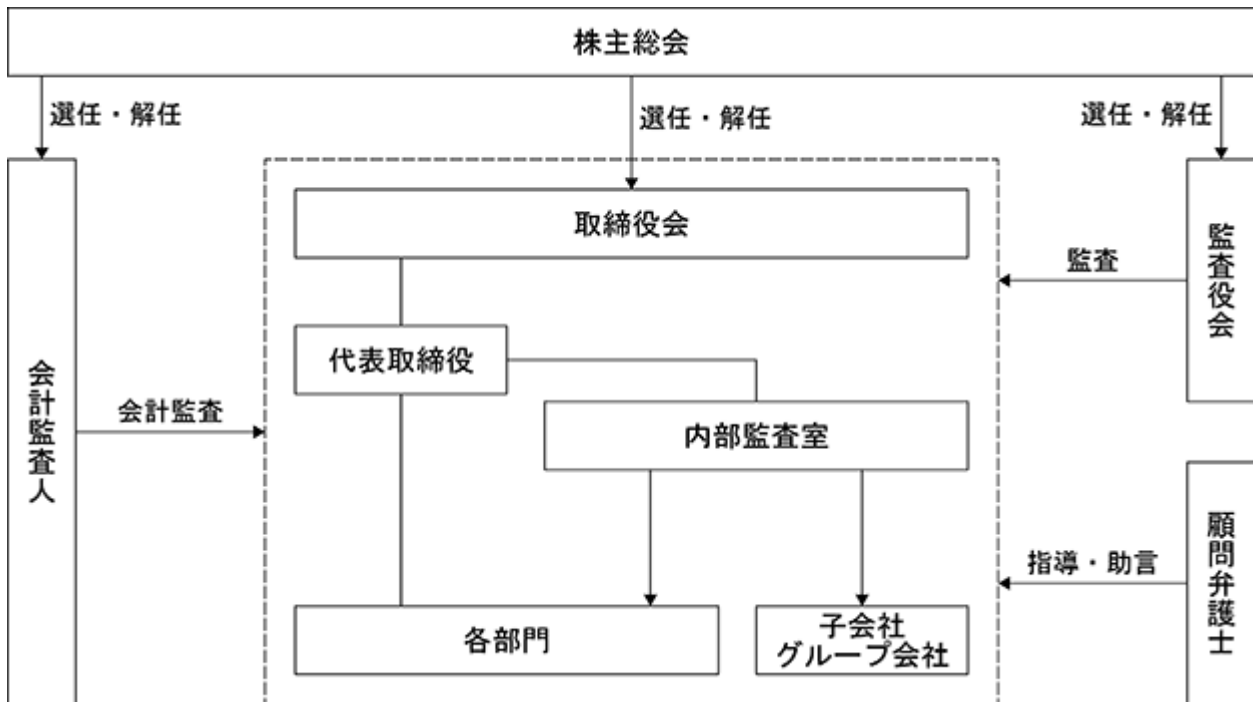 株主総会
選任・解任
選任・解任
選任・解任
取締役会
監査役会
監査
代表取締役
会計監査人
会計監査
内部監査室
顧問弁護士
指導・助言
各部門
子会社
グループ会社